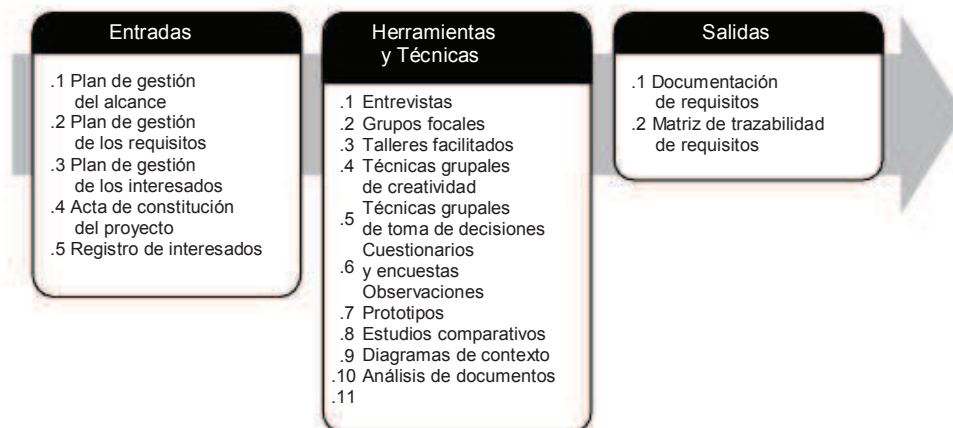 Entradas
.1 Plan de gestión
del alcance
.2 Plan de gestión
de los requisitos
.3 Plan de gestión
de los interesados
.4 Acta de constitución
del proyecto
.5 Registro de interesados
Herramientas
y Técnicas
.1 Entrevistas
.2 Grupos focales
.3 Talleres facilitados
.4 Técnicas grupales
de creatividad
Técnicas grupales
.5 de toma de decisiones
Cuestionarios
.6 y encuestas
Observaciones
.7 Prototipos
.8 Estudios comparativos
.9 Diagramas de contexto
.10 Análisis de documentos
.11
Salidas
.1 Documentación
de requisitos
.2 Matriz de trazabilidad
de requisitos